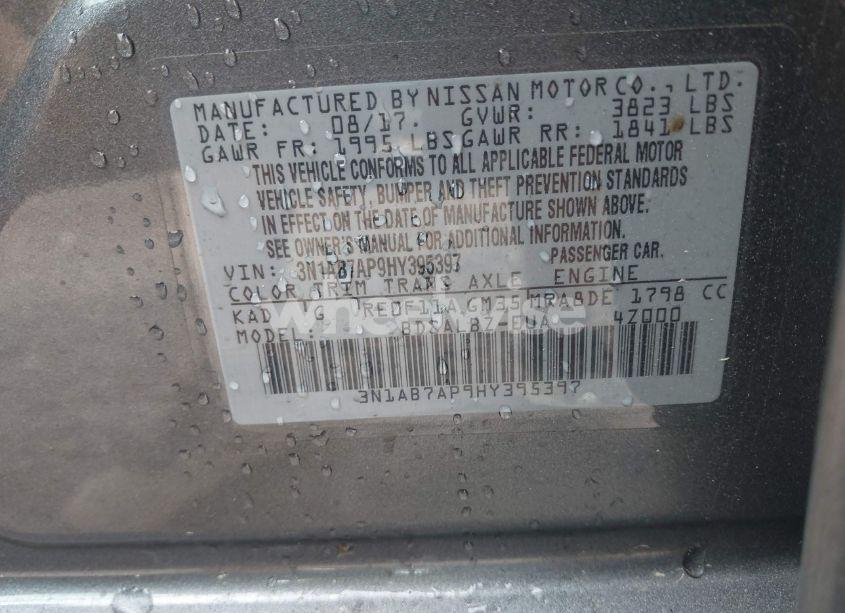 MANUFACTURED BY NISSAN MOTOR CO., LTD.
DATE: 08/17. GVWR: 3823 LBS
GAWR FR: 1995 LBS GAWR RR: 1841 LBS
THIS VEHICLE CONFORMS TO ALL APPLICABLE FEDERAL MOTOR
VEHICLE SAFETY, BUMPER AND THEFT PREVENTION STANDARDS
IN EFFECT ON THE DATE OF MANUFACTURE SHOWN ABOVE.
SEE OWNER'S MANUAL FOR ADDITIONAL INFORMATION.
VIN: 3N1AB7AP9HY395397 PASSENGER CAR.
COLOR TRIM TRANS AXLE ENGINE
KAD G RE0F11A GM35 MRA8DE 1798 CC
MODEL: 4Z000
3N1AB7AP9HY395397